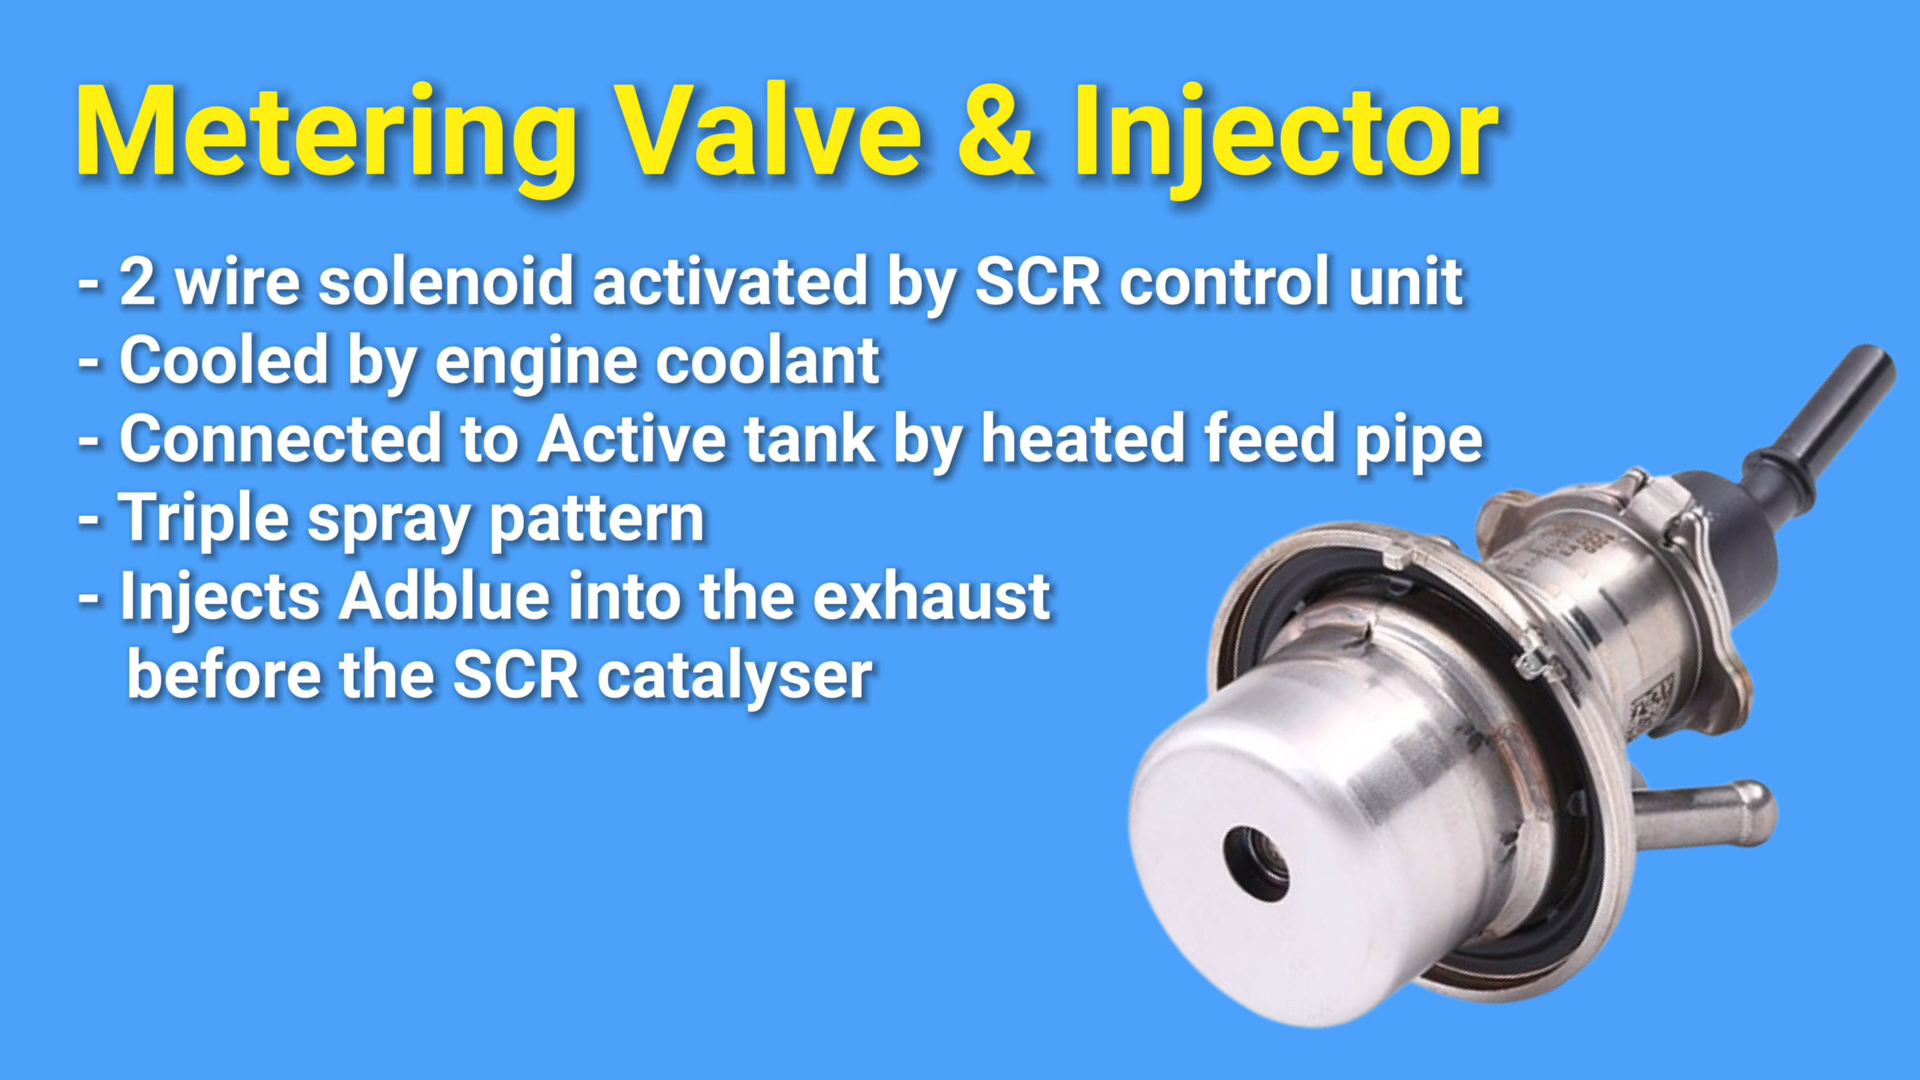 Metering Valve & Injector
- 2 wire solenoid activated by SCR control unit
- Cooled by engine coolant
- Connected to Active tank by heated feed pipe
- Triple spray pattern
- Injects Adblue into the exhaust
before the SCR catalyser